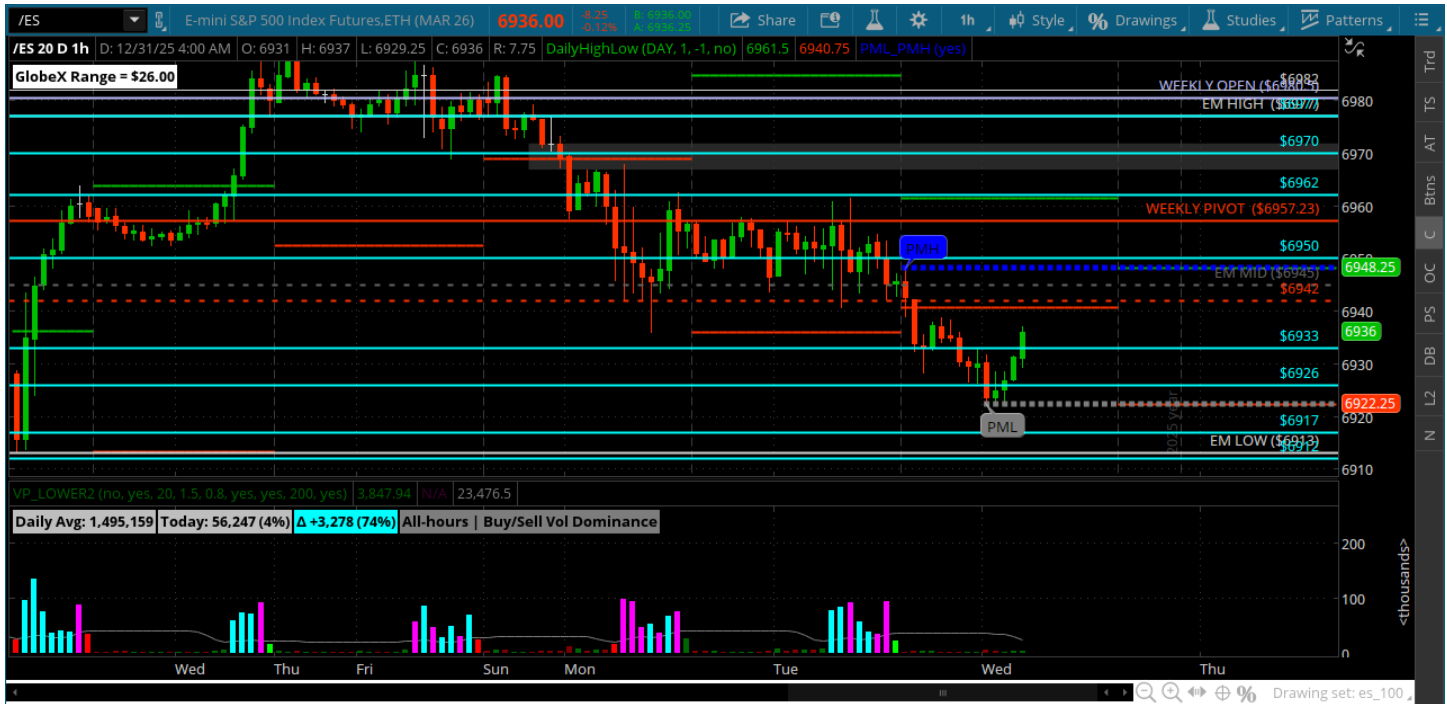 /ES E-mini S&P 500 Index Futures,ETH (MAR 26) 6936.00 -8.25 -0.12% B: 6936.00 A: 6936.25 Share 1h Style % Drawings Studies Patterns
/ES 20 D 1h D: 12/31/25 4:00 AM O: 6931 H: 6937 L: 6929.25 C: 6936 R: 7.75 DailyHighLow (DAY, 1, -1, no) 6961.5 6940.75 PML_PMH (yes)
GlobeX Range = $26.00
$6982
WEEKLY OPEN ($6980.5)
EM HIGH ($6977)
6980
$6970
6970
$6962
6960
WEEKLY PIVOT ($6957.23)
$6950
PMH
6948.25
EM MID ($6945)
$6942
6940
6936
$6933
6930
$6926
6922.25
6920
$6917
PML
2025 year
EM LOW ($6913)
$6912
6910
Trd
TS
AT
Btns
C
OC
PS
DB
L2
N
VP_LOWER2 (no, yes, 20, 1.5, 0.8, yes, yes, 200, yes) 3,847.94 N/A 23,476.5
Daily Avg: 1,495,159 Today: 56,247 (4%) Δ +3,278 (74%) All-hours | Buy/Sell Vol Dominance
200
100
0
<thousands>
Wed Thu Fri Sun Mon Tue Wed Thu
% Drawing set: es_100